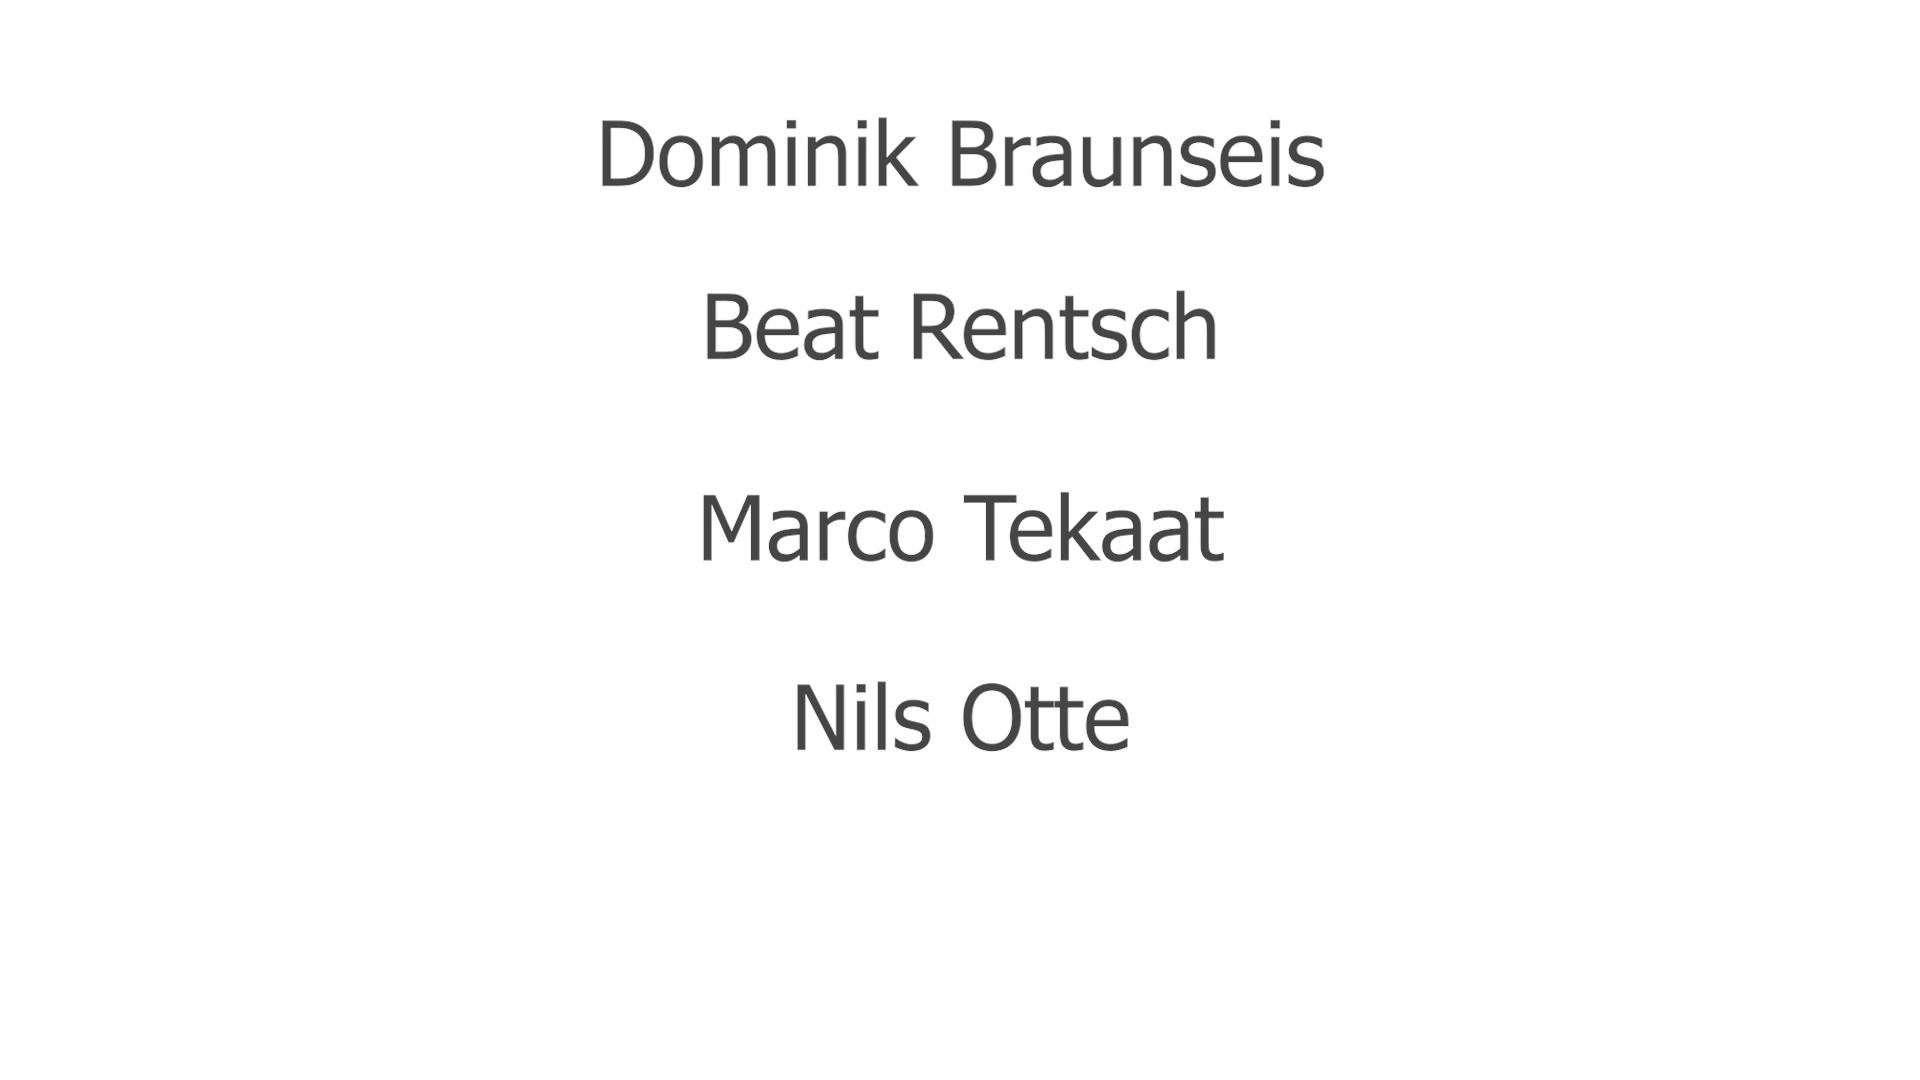 Dominik Braunseis
Beat Rentsch
Marco Tekaat
Nils Otte